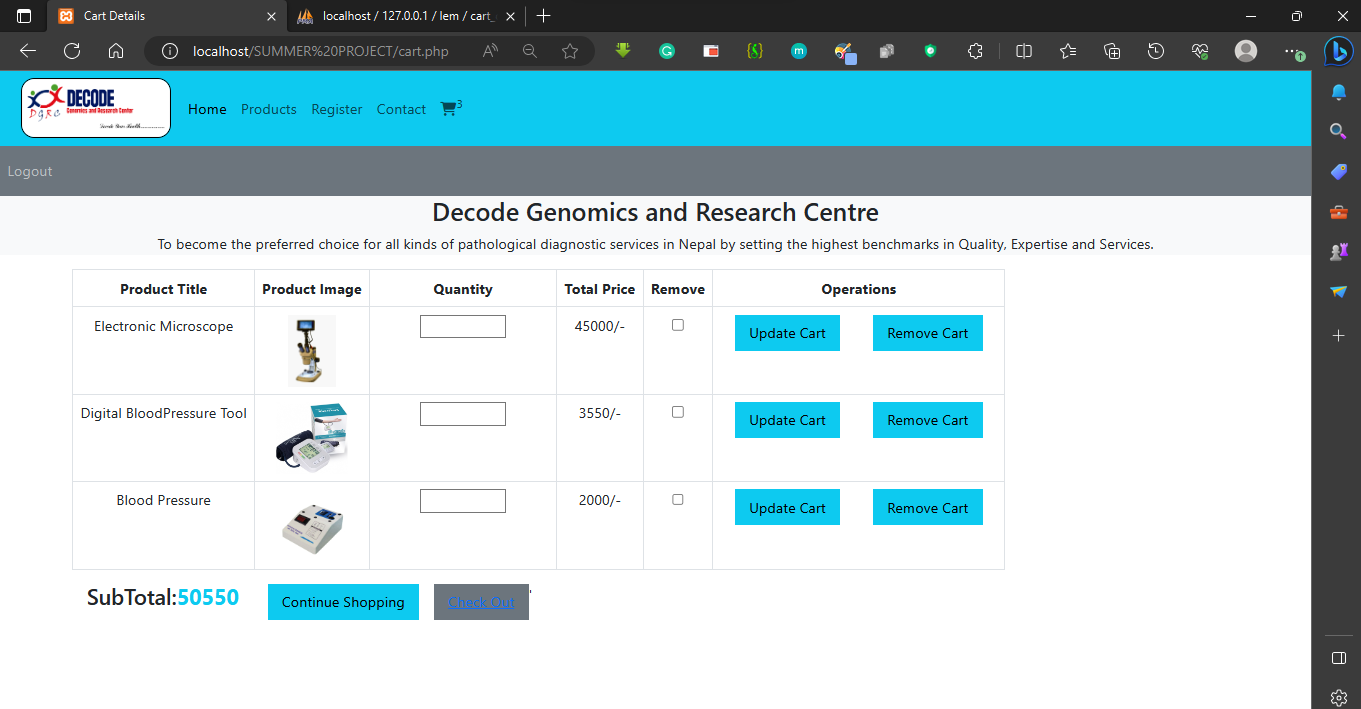 Cart Details
localhost / 127.0.0.1 / lem / cart_
localhost/SUMMER%20PROJECT/cart.php
DECODE
Genomics and Research Center
DGRC
Home Products Register Contact 3
Logout
Decode Genomics and Research Centre
To become the preferred choice for all kinds of pathological diagnostic services in Nepal by setting the highest benchmarks in Quality, Expertise and Services.
Product Title Product Image Quantity Total Price Remove Operations
Electronic Microscope 45000/- Update Cart Remove Cart
Digital BloodPressure Tool 3550/- Update Cart Remove Cart
Blood Pressure 2000/- Update Cart Remove Cart
SubTotal:50550 Continue Shopping Check Out '